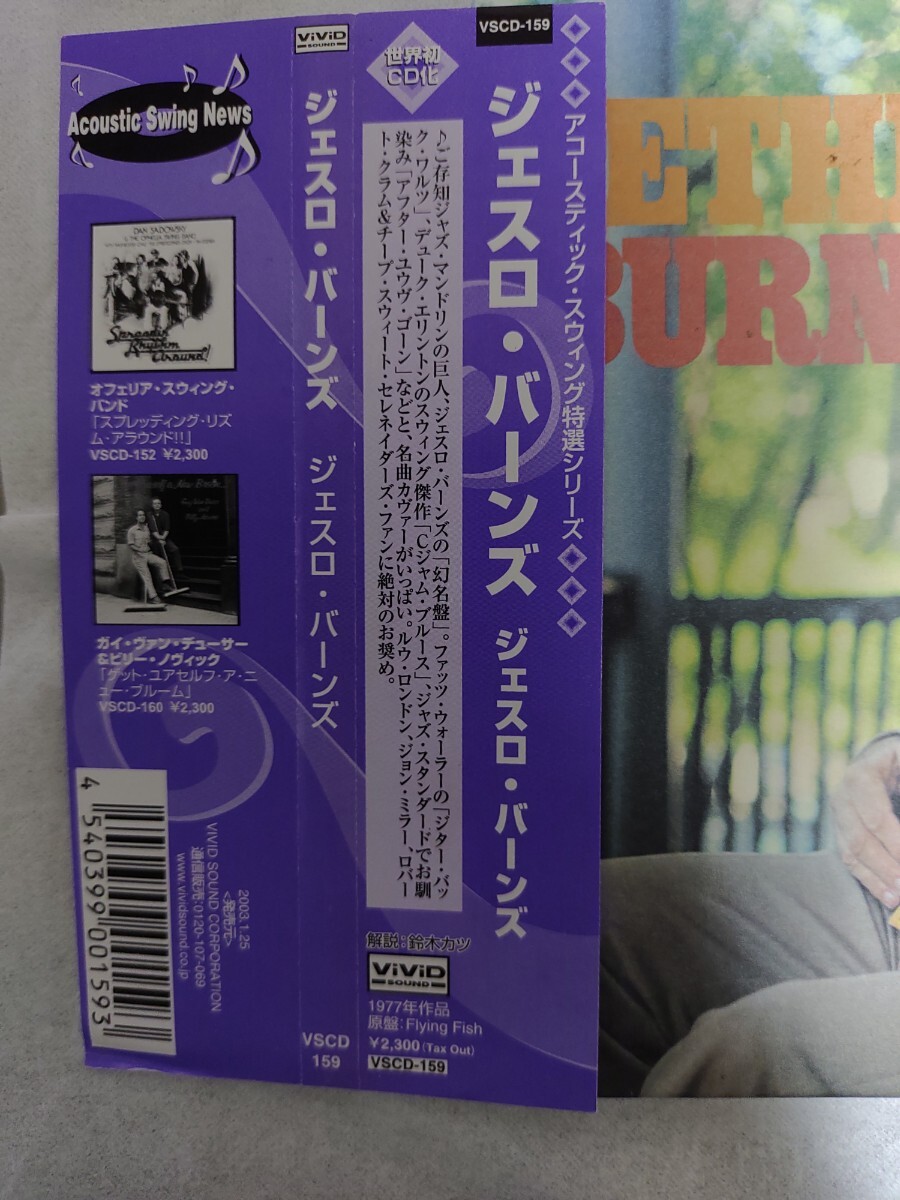 VSCD-159
アコースティック・スウィング特選シリーズ
ジェスロ・バーンズ ジェスロ・バーンズ
世界初
CD化
♪ご存知ジャズ・マンドリンの巨人、ジェスロ・バーンズの「幻名盤」。ファッツ・ウォーラーの「ジター・バッ
ク・ワルツ」、デューク・エリントンのスウィング傑作「Cジャム・ブルース」、ジャズ・スタンダードでお馴
染み「アフター・ユウヴ・ゴーン」などと、名曲カヴァーがいっぱい。ルウ・ロンドン、ジョン・ミラー、ロバー
ト・クラム&チープ・スウィート・セレネイダーズ・ファンに絶対のお奨め。
解説:鈴木カツ
ViViD
SOUND
1977年作品
原盤:Flying Fish
¥2,300(Tax Out)
VSCD-159
ViViD
SOUND
ジェスロ・バーンズ ジェスロ・バーンズ
VSCD
159
Acoustic Swing News
DAN SADOWSKY
Spreadin'
Rhythm
Around!
オフェリア・スウィング・
バンド
「スプレッディング・リズ
ム・アラウンド!!」
VSCD-152 ¥2,300
ガイ・ヴァン・デューサー
&ビリー・ノヴィック
「ゲット・ユアセルフ・ア・ニ
ュー・ブルーム」
VSCD-160 ¥2,300
4 540399 001593
2003.1.25
<発売元>
VIVID SOUND CORPORATION
通信販売:0120-107-069
www.vividsound.co.jp
ETH
BURN